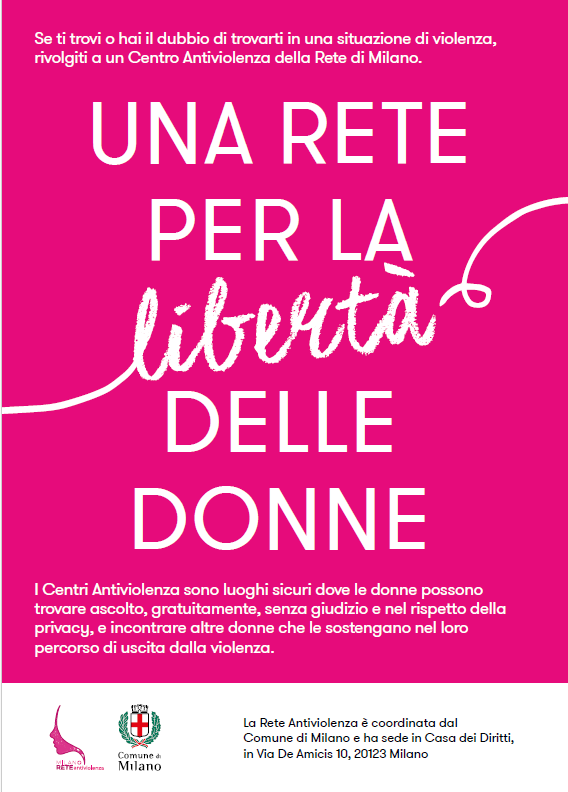 Se ti trovi o hai il dubbio di trovarti in una situazione di violenza,
rivolgiti a un Centro Antiviolenza della Rete di Milano.
UNA RETE
PER LA
libertà
DELLE
DONNE
I Centri Antiviolenza sono luoghi sicuri dove le donne possono
trovare ascolto, gratuitamente, senza giudizio e nel rispetto della
privacy, e incontrare altre donne che le sostengano nel loro
percorso di uscita dalla violenza.
MILANO
RETEantiviolenza
Comune di
Milano
La Rete Antiviolenza è coordinata dal
Comune di Milano e ha sede in Casa dei Diritti,
in Via De Amicis 10, 20123 Milano